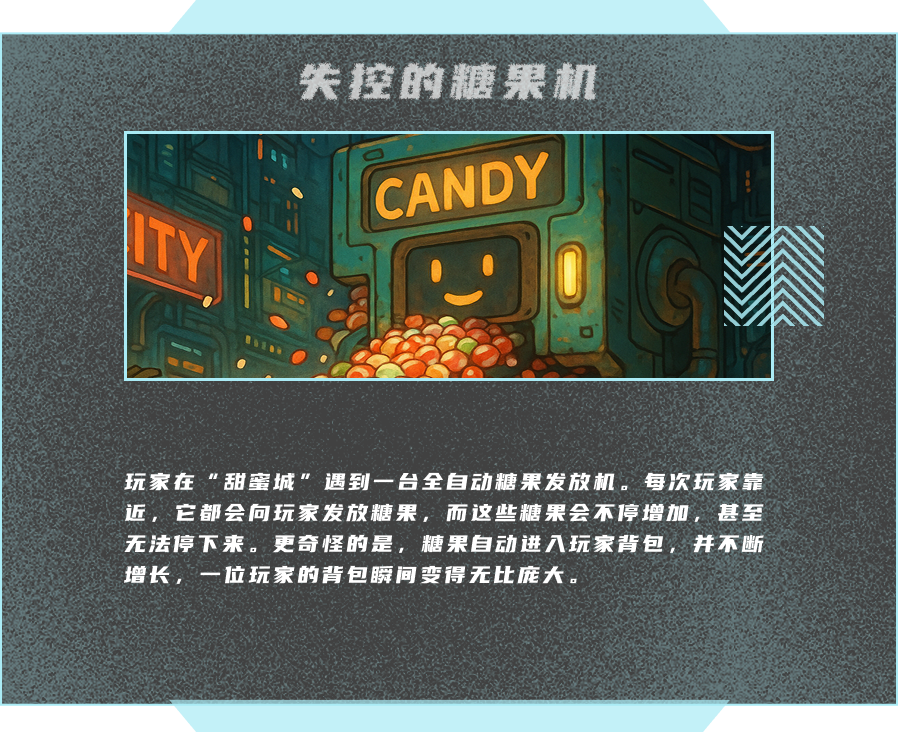 失控的糖果机
CANDY
ITY
玩家在“甜蜜城”遇到一台全自动糖果发放机。每次玩家靠
近，它都会向玩家发放糖果，而这些糖果会不停增加，甚至
无法停下来。更奇怪的是，糖果自动进入玩家背包，并不断
增长，一位玩家的背包瞬间变得无比庞大。